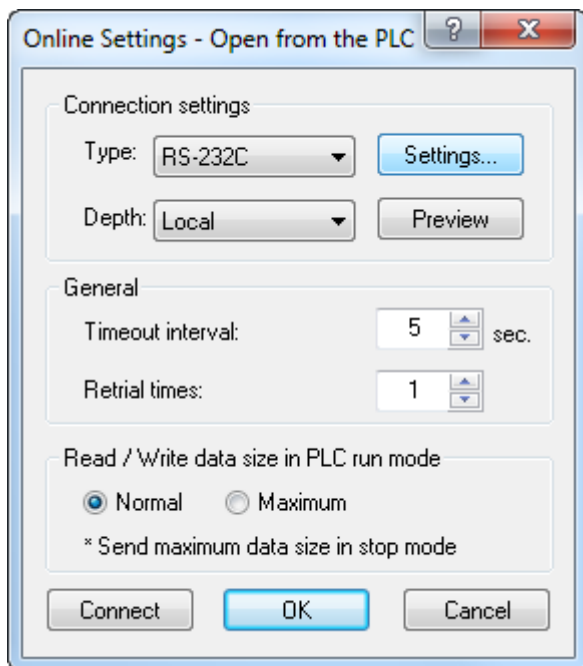 Online Settings - Open from the PLC
Connection settings
Type: RS-232C Settings...
Depth: Local Preview
General
Timeout interval: 5 sec.
Retrial times: 1
Read / Write data size in PLC run mode
Normal Maximum
* Send maximum data size in stop mode
Connect OK Cancel